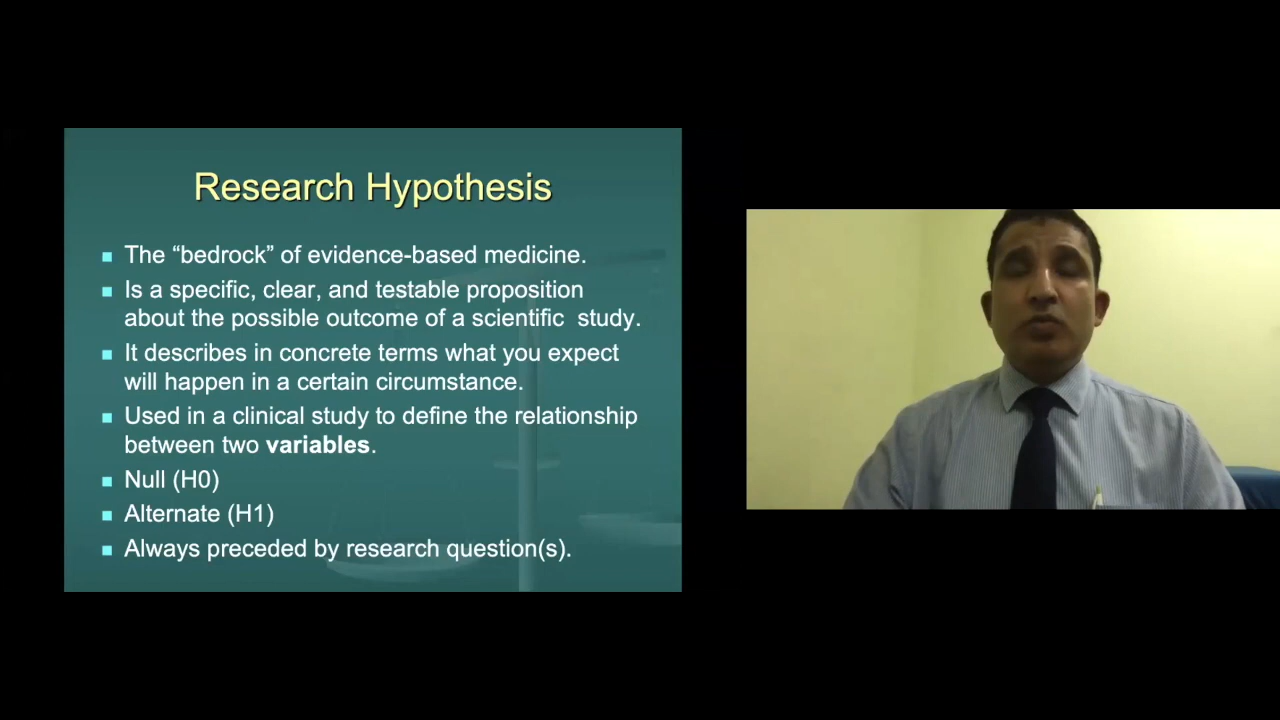 Research Hypothesis
The “bedrock” of evidence-based medicine.
Is a specific, clear, and testable proposition
about the possible outcome of a scientific study.
It describes in concrete terms what you expect
will happen in a certain circumstance.
Used in a clinical study to define the relationship
between two variables.
Null (H0)
Alternate (H1)
Always preceded by research question(s).